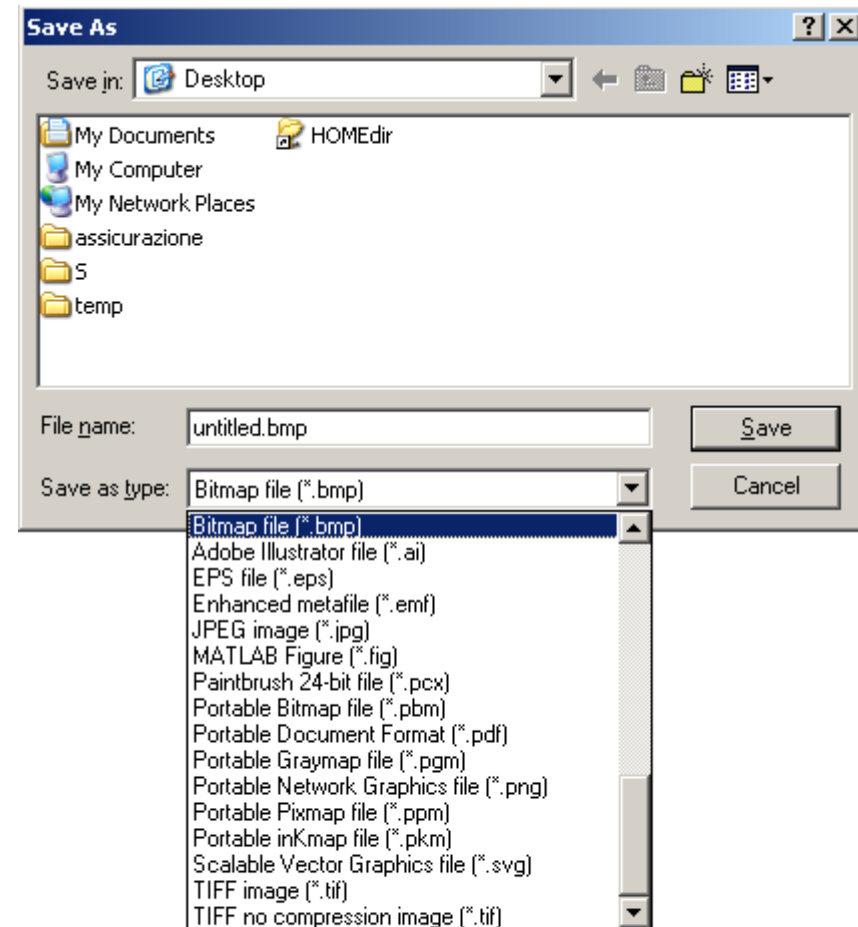 Save As
Save in: Desktop
My Documents HOMEdir
My Computer
My Network Places
assicurazione
S
temp
File name: untitled.bmp Save
Save as type: Bitmap file (*.bmp) Cancel
Bitmap file (*.bmp)
Adobe Illustrator file (*.ai)
EPS file (*.eps)
Enhanced metafile (*.emf)
JPEG image (*.jpg)
MATLAB Figure (*.fig)
Paintbrush 24-bit file (*.pcx)
Portable Bitmap file (*.pbm)
Portable Document Format (*.pdf)
Portable Graymap file (*.pgm)
Portable Network Graphics file (*.png)
Portable Pixmap file (*.ppm)
Portable inKmap file (*.pkm)
Scalable Vector Graphics file (*.svg)
TIFF image (*.tif)
TIFF no compression image (*.tif)